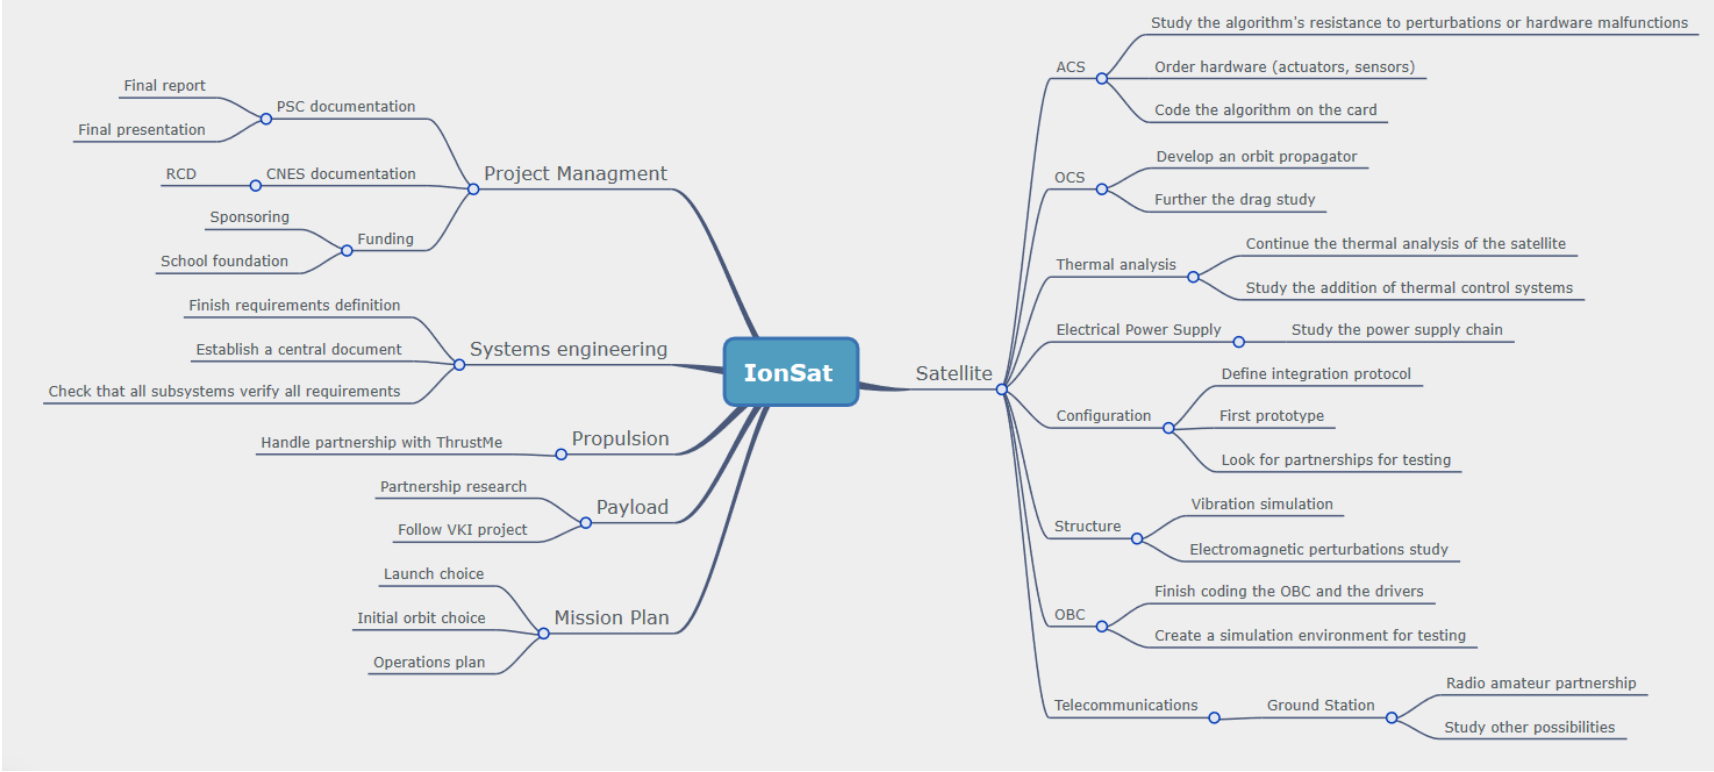 IonSat
Project Managment
PSC documentation
Final report
Final presentation
CNES documentation
RCD
Funding
Sponsoring
School foundation
Systems engineering
Finish requirements definition
Establish a central document
Check that all subsystems verify all requirements
Propulsion
Handle partnership with ThrustMe
Payload
Partnership research
Follow VKI project
Mission Plan
Launch choice
Initial orbit choice
Operations plan
Satellite
ACS
Study the algorithm's resistance to perturbations or hardware malfunctions
Order hardware (actuators, sensors)
Code the algorithm on the card
OCS
Develop an orbit propagator
Further the drag study
Thermal analysis
Continue the thermal analysis of the satellite
Study the addition of thermal control systems
Electrical Power Supply
Study the power supply chain
Configuration
Define integration protocol
First prototype
Look for partnerships for testing
Structure
Vibration simulation
Electromagnetic perturbations study
OBC
Finish coding the OBC and the drivers
Create a simulation environment for testing
Telecommunications
Ground Station
Radio amateur partnership
Study other possibilities